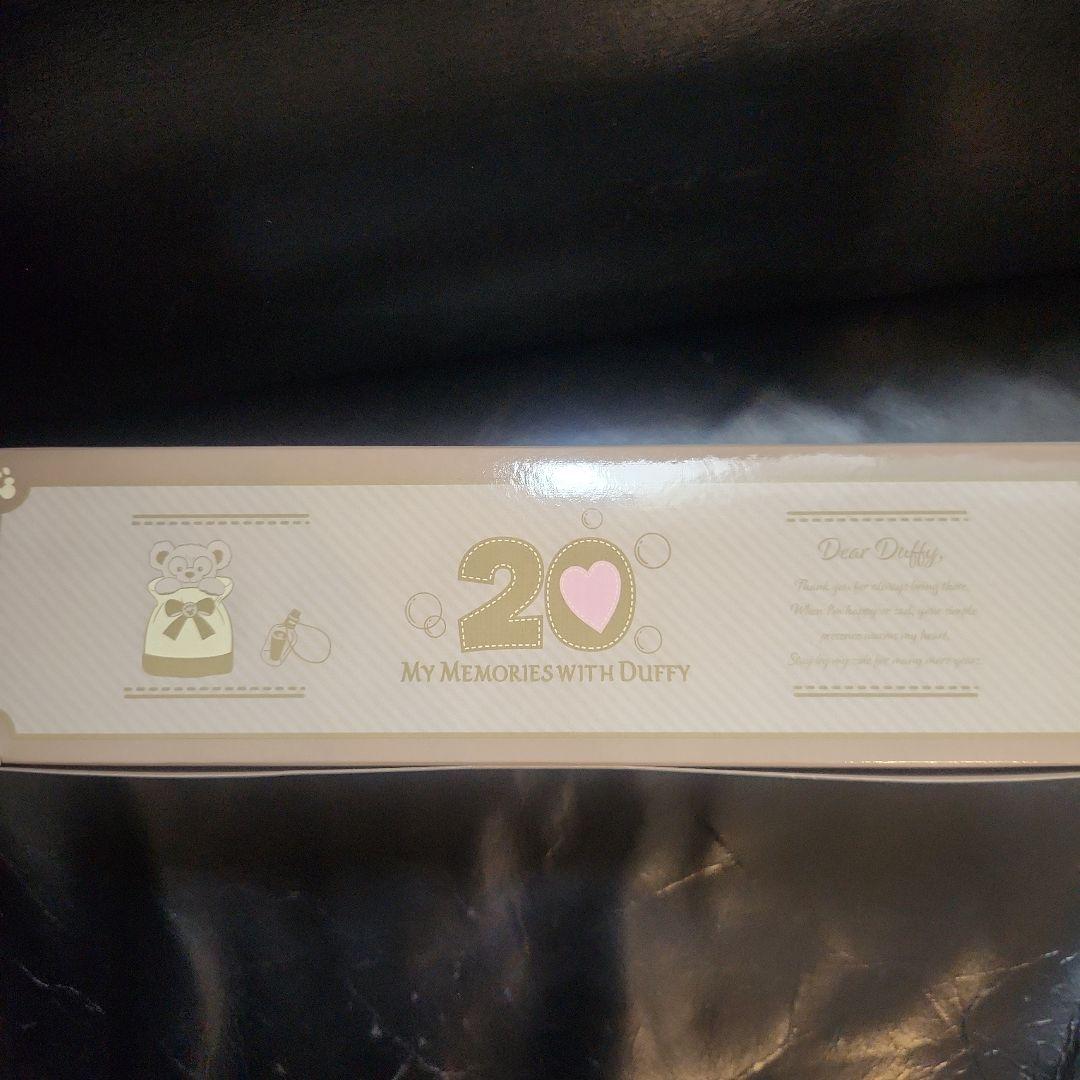 20
MY MEMORIES WITH DUFFY
Dear Duffy,
Thank you for always being there.
When I'm happy or sad, your simple
presence warms my heart.
Stay by my side for many more years.